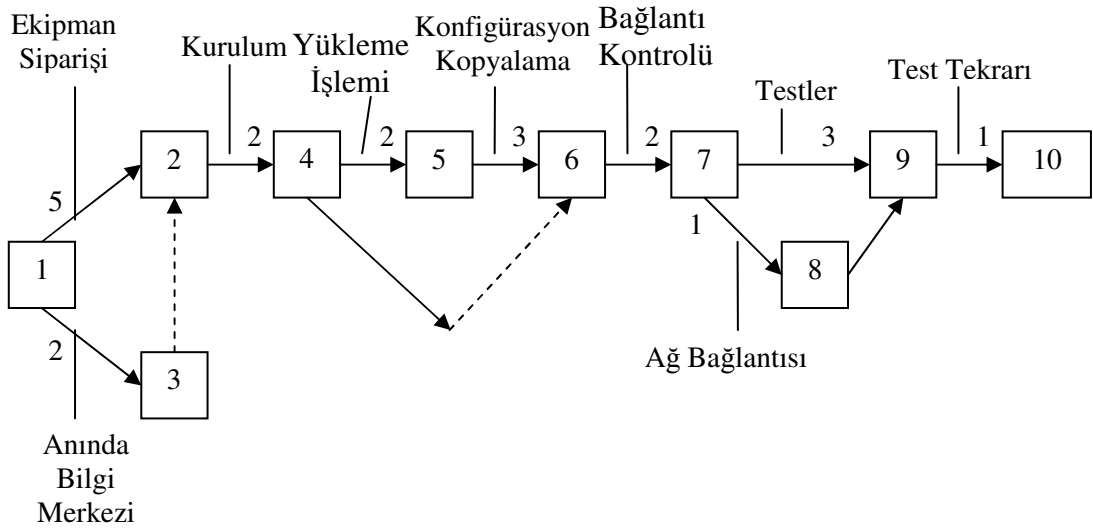 Ekipman
Siparişi
Kurulum
Yükleme
İşlemi
Konfigürasyon
Kopyalama
Bağlantı
Kontrolü
Testler
Test Tekrarı
2
2
3
2
3
1
2
4
5
6
7
9
10
5
1
1
8
2
3
Ağ Bağlantısı
Anında
Bilgi
Merkezi